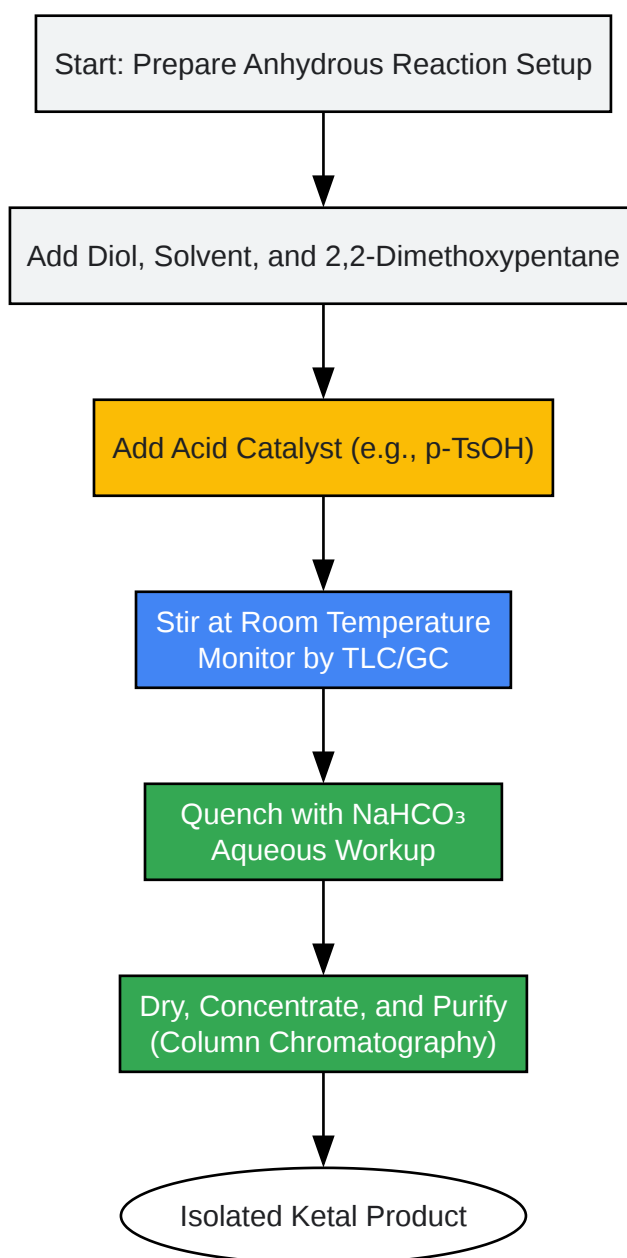 Start: Prepare Anhydrous Reaction Setup
Add Diol, Solvent, and 2,2-Dimethoxypentane
Add Acid Catalyst (e.g., p-TsOH)
Stir at Room Temperature
Monitor by TLC/GC
Quench with NaHCO₃
Aqueous Workup
Dry, Concentrate, and Purify
(Column Chromatography)
Isolated Ketal Product